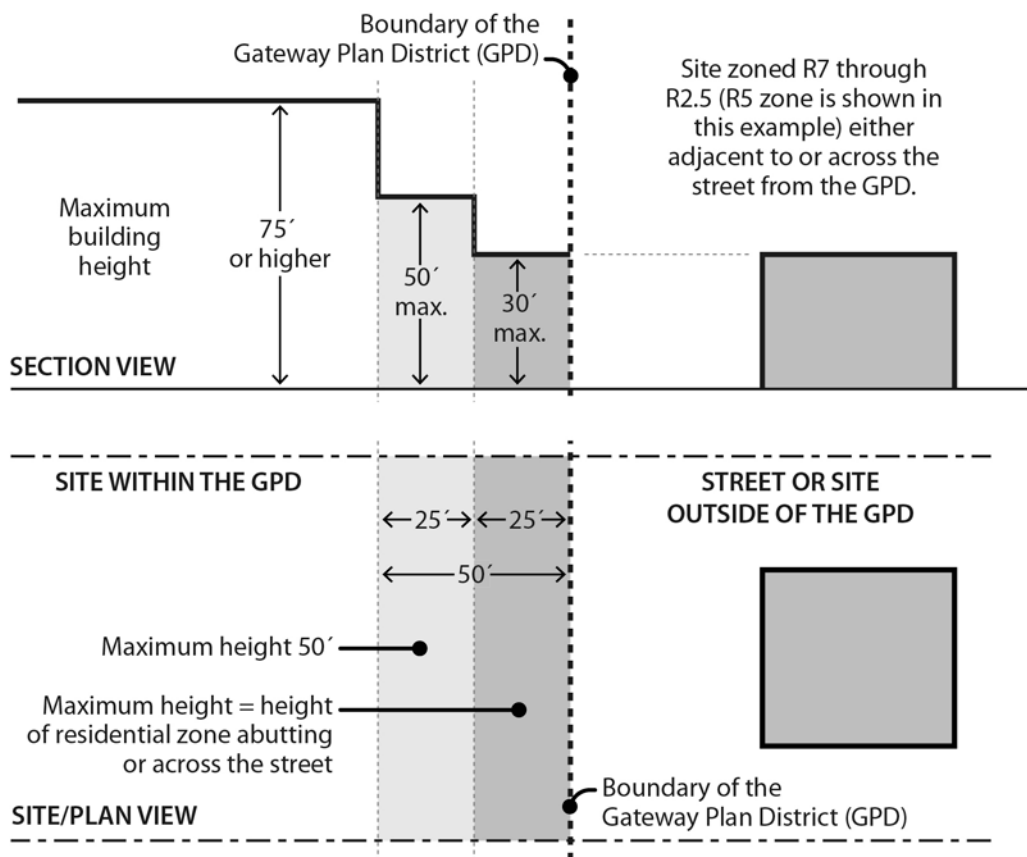 Boundary of the
Gateway Plan District (GPD)
Site zoned R7 through
R2.5 (R5 zone is shown in
this example) either
adjacent to or across the
street from the GPD.
Maximum
building
height
75´
or higher
50´
max.
30´
max.
SECTION VIEW
SITE WITHIN THE GPD
STREET OR SITE
OUTSIDE OF THE GPD
25´
25´
50´
Maximum height 50´
Maximum height = height
of residential zone abutting
or across the street
Boundary of the
Gateway Plan District (GPD)
SITE/PLAN VIEW